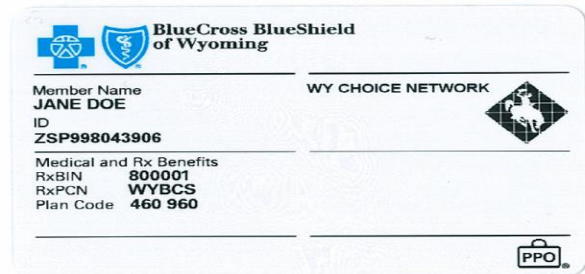 BlueCross BlueShield
of Wyoming
Member Name
JANE DOE
ID
ZSP998043906
WY CHOICE NETWORK
Medical and Rx Benefits
RxBIN 800001
RxPCN WYBCS
Plan Code 460 960
PPO